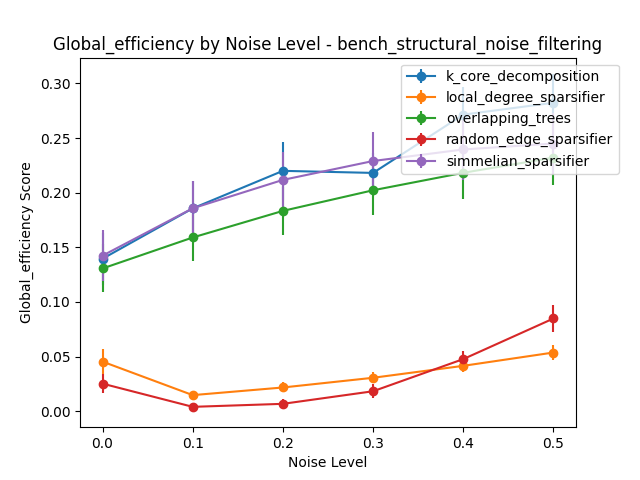 Global_efficiency by Noise Level - bench_structural_noise_filtering
k_core_decomposition
local_degree_sparsifier
overlapping_trees
random_edge_sparsifier
simmelian_sparsifier
Global_efficiency Score
0.30
0.25
0.20
0.15
0.10
0.05
0.00
0.0 0.1 0.2 0.3 0.4 0.5
Noise Level